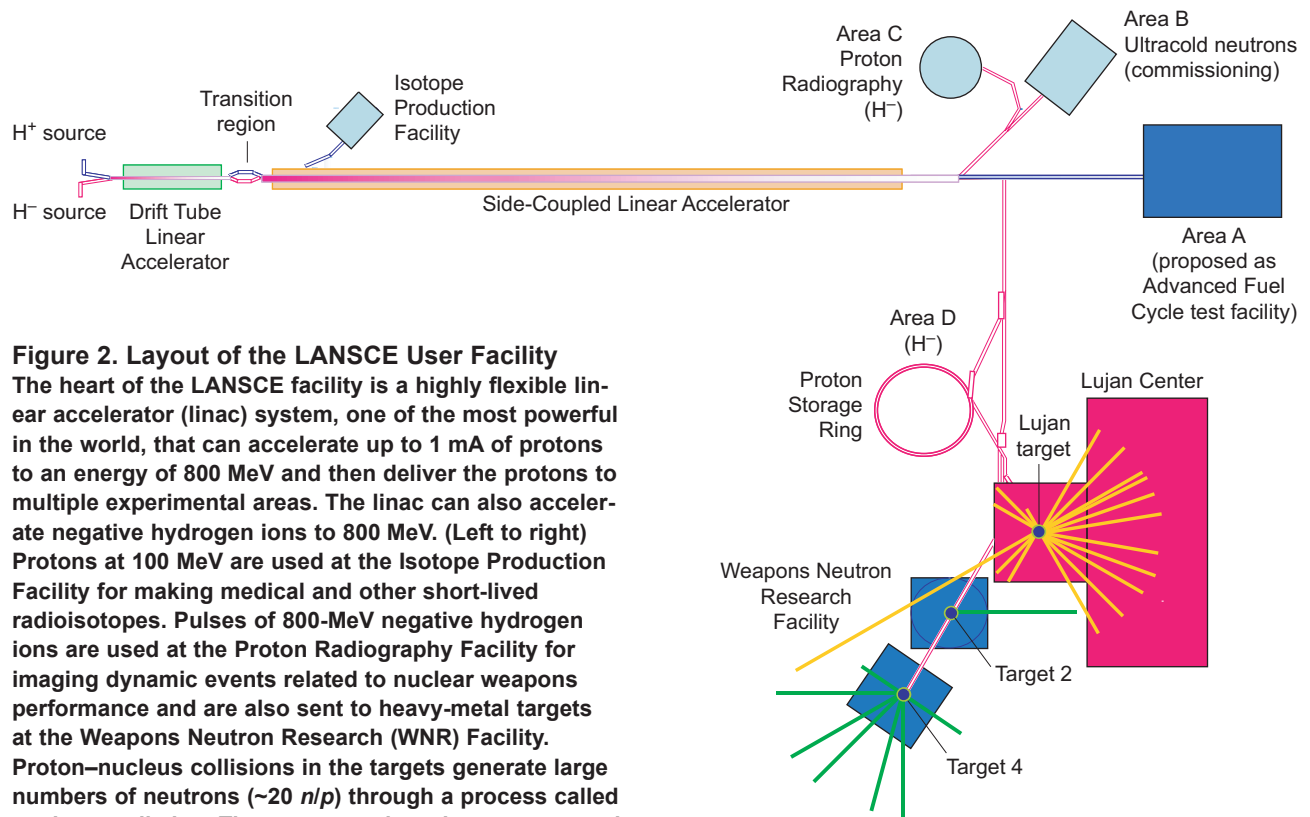 Area C
Proton
Radiography
(H⁻)
Area B
Ultracold neutrons
(commissioning)
Isotope
Production
Facility
Transition
region
H⁺ source
H⁻ source
Drift Tube
Linear
Accelerator
Side-Coupled Linear Accelerator
Area A
(proposed as
Advanced Fuel
Cycle test facility)
Area D
(H⁻)
Proton
Storage
Ring
Lujan Center
Lujan
target
Weapons Neutron
Research
Facility
Target 2
Target 4
Figure 2. Layout of the LANSCE User Facility
The heart of the LANSCE facility is a highly flexible lin-
ear accelerator (linac) system, one of the most powerful
in the world, that can accelerate up to 1 mA of protons
to an energy of 800 MeV and then deliver the protons to
multiple experimental areas. The linac can also acceler-
ate negative hydrogen ions to 800 MeV. (Left to right)
Protons at 100 MeV are used at the Isotope Production
Facility for making medical and other short-lived
radioisotopes. Pulses of 800-MeV negative hydrogen
ions are used at the Proton Radiography Facility for
imaging dynamic events related to nuclear weapons
performance and are also sent to heavy-metal targets
at the Weapons Neutron Research (WNR) Facility.
Proton–nucleus collisions in the targets generate large
numbers of neutrons (~20 n/p) through a process called